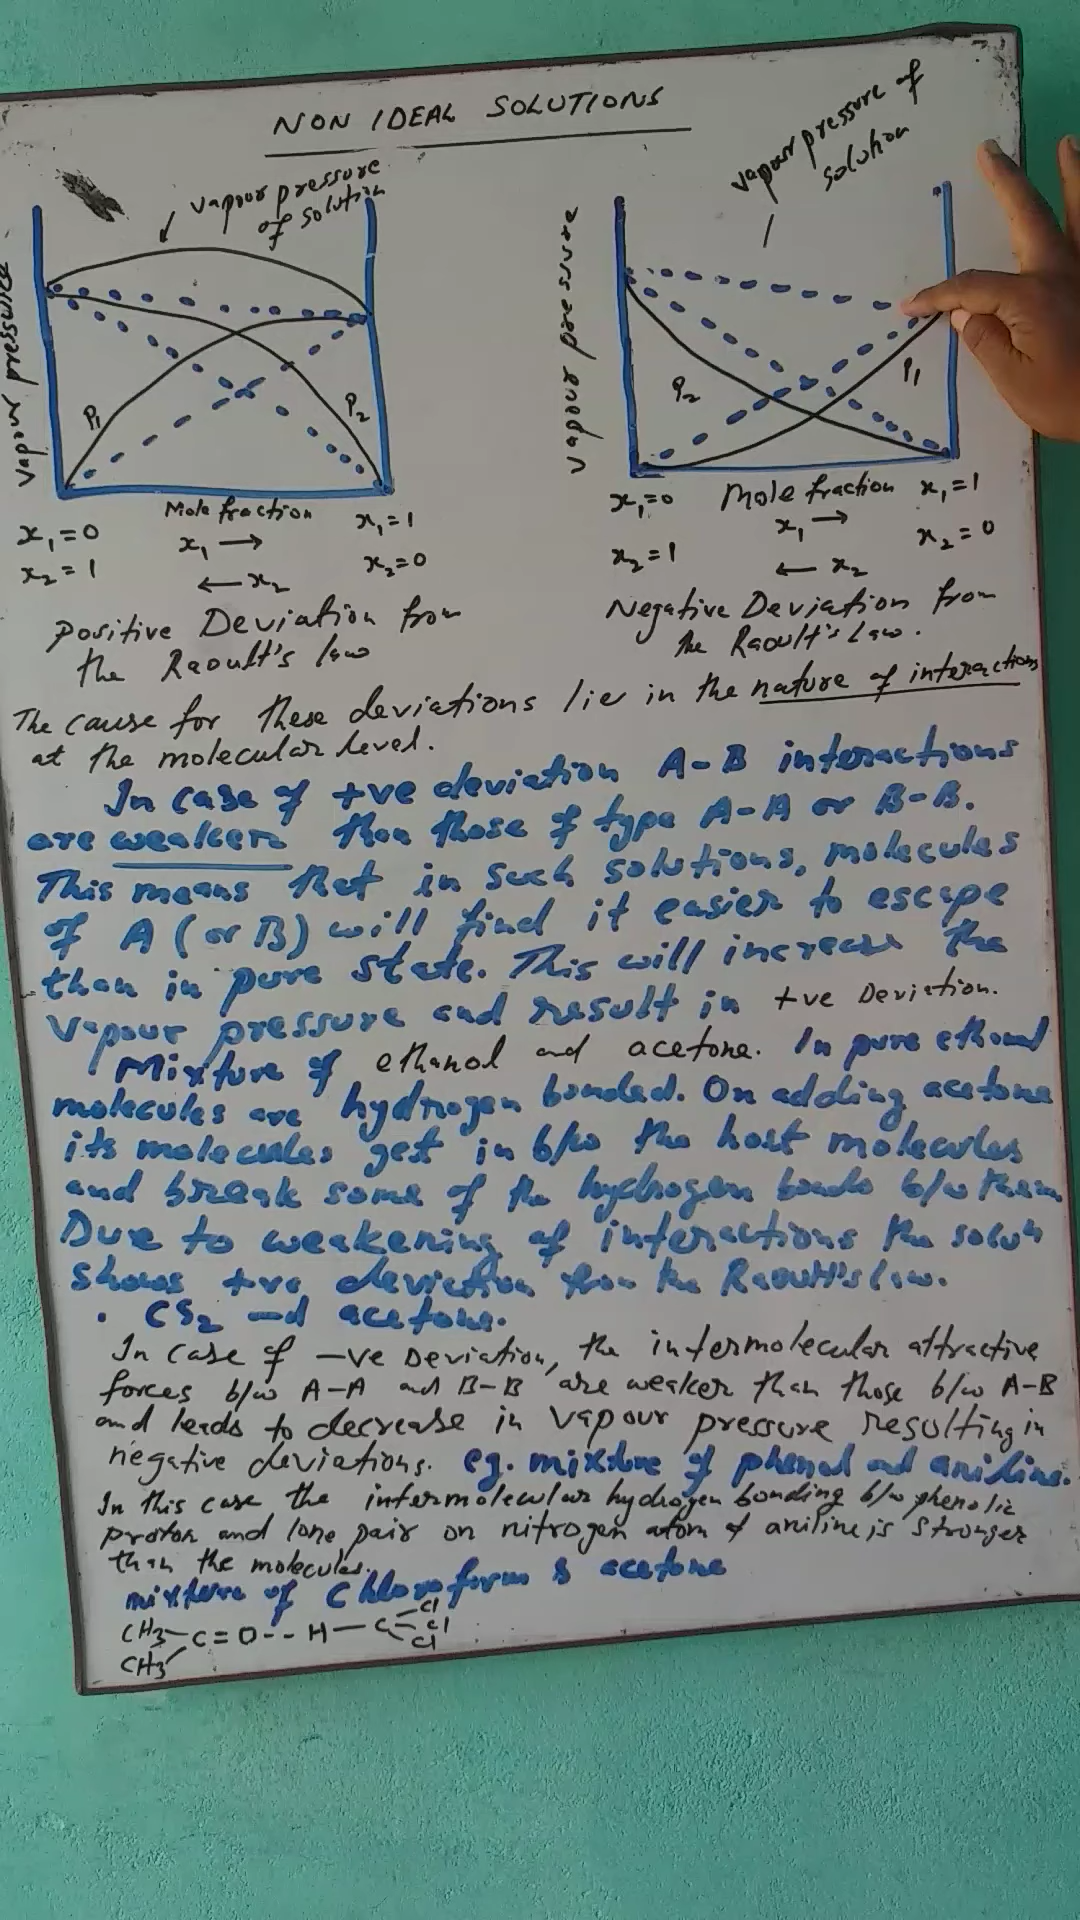 NON IDEAL SOLUTIONS
vapour pressure
of solution
vapour pressure
P1
P2
x1=0
x2=1
Mole fraction
x1 →
← x2
x1=1
x2=0
Positive Deviation from
the Raoult's law
vapour pressure of
solution
vapour pressure
P2
P1
x1=0
x2=1
Mole fraction
x1 →
← x2
x1=1
x2=0
Negative Deviation from
the Raoult's Law.
The cause for these deviations lie in the nature of interactions
at the molecular level.
In case of +ve deviation A-B interactions
are weaker than those of type A-A or B-B.
This means that in such solutions, molecules
of A (or B) will find it easier to escape
than in pure state. This will increase the
vapour pressure and result in +ve Deviation.
Mixture of ethanol and acetone. In pure ethanol
molecules are hydrogen bonded. On adding acetone
its molecules get in b/w the host molecules
and break some of the hydrogen bonds b/w them
Due to weakening of interactions the solun
shows +ve deviation from the Raoult's law.
• CS2 and acetone.
In case of -ve Deviation, the intermolecular attractive
forces b/w A-A and B-B are weaker than those b/w A-B
and leads to decrease in vapour pressure resulting in
negative deviations. eg. mixture of phenol and aniline.
In this case the intermolecular hydrogen bonding b/w phenolic
proton and lone pair on nitrogen atom of aniline is stronger
than the molecules.
mixture of Chloroform & acetone
CH3 C=O--H-C Cl Cl Cl
CH3